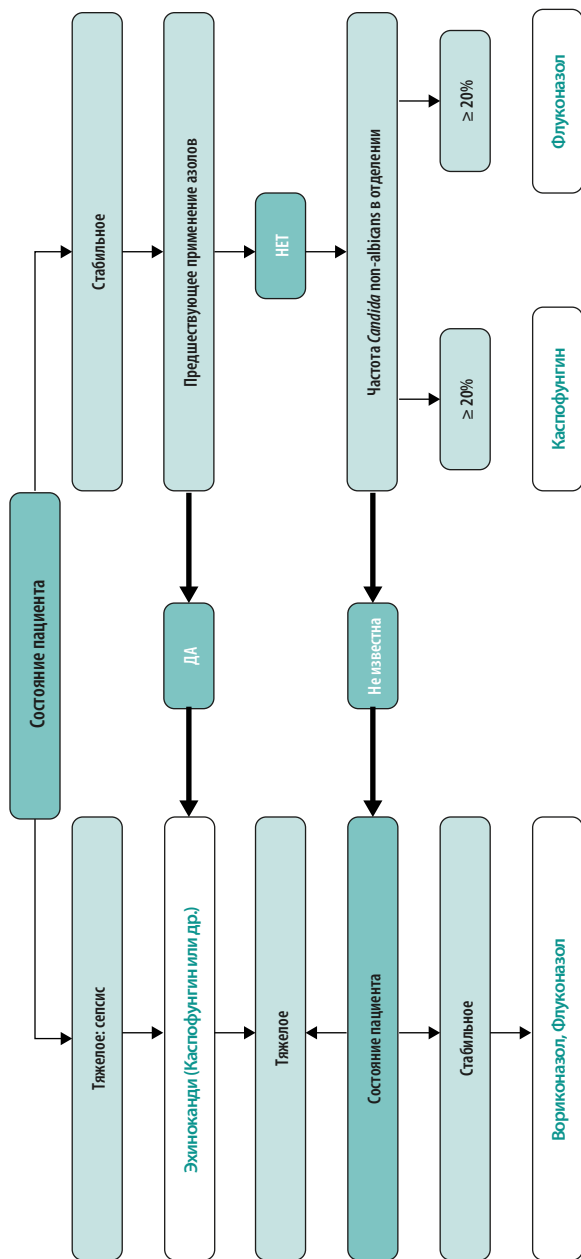 Состояние пациента
Тяжелое: сепсис
Стабильное
Эхиноканди (Каспофунгин или др.)
ДА
Предшествующее применение азолов
НЕТ
Тяжелое
Состояние пациента
Не известна
Частота Candida non-albicans в отделении
Стабильное
≥ 20%
≥ 20%
Вориконазол, Флуконазол
Каспофунгин
Флуконазол